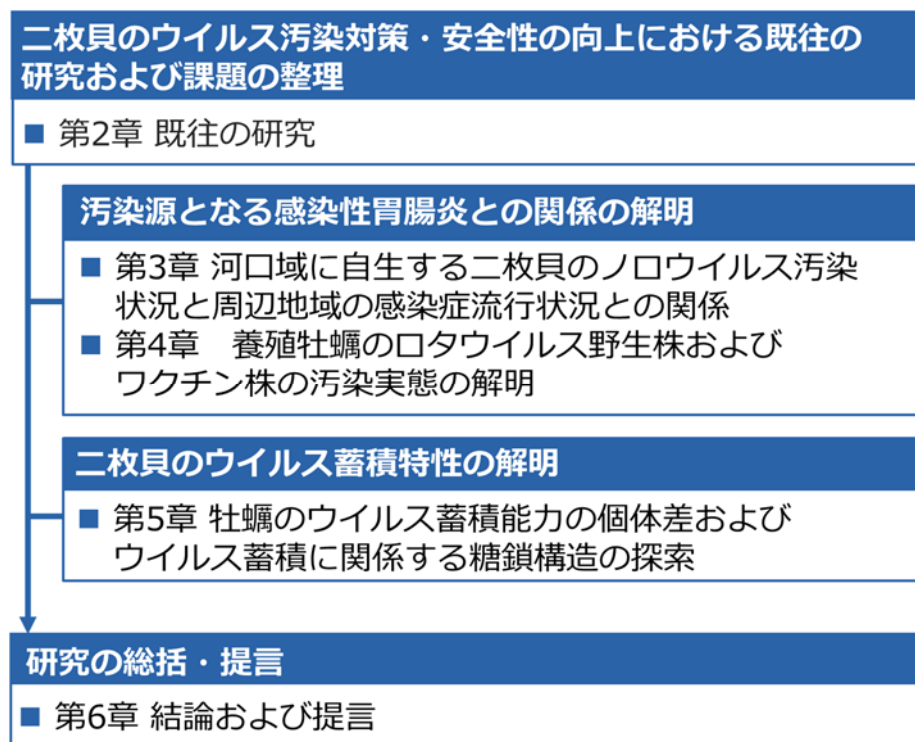 二枚貝のウイルス汚染対策・安全性の向上における既往の
研究および課題の整理
■ 第2章 既往の研究
汚染源となる感染性胃腸炎との関係の解明
■ 第3章 河口域に自生する二枚貝のノロウイルス汚染
状況と周辺地域の感染症流行状況との関係
■ 第4章　養殖牡蠣のロタウイルス野生株および
ワクチン株の汚染実態の解明
二枚貝のウイルス蓄積特性の解明
■ 第5章 牡蠣のウイルス蓄積能力の個体差および
ウイルス蓄積に関係する糖鎖構造の探索
研究の総括・提言
■ 第6章 結論および提言